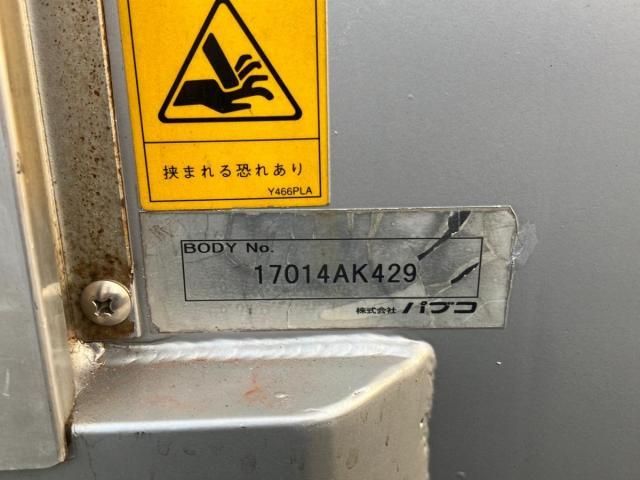 挟まれる恐れあり
Y466PLA
BODY No.
17014AK429
株式会社 パブコ